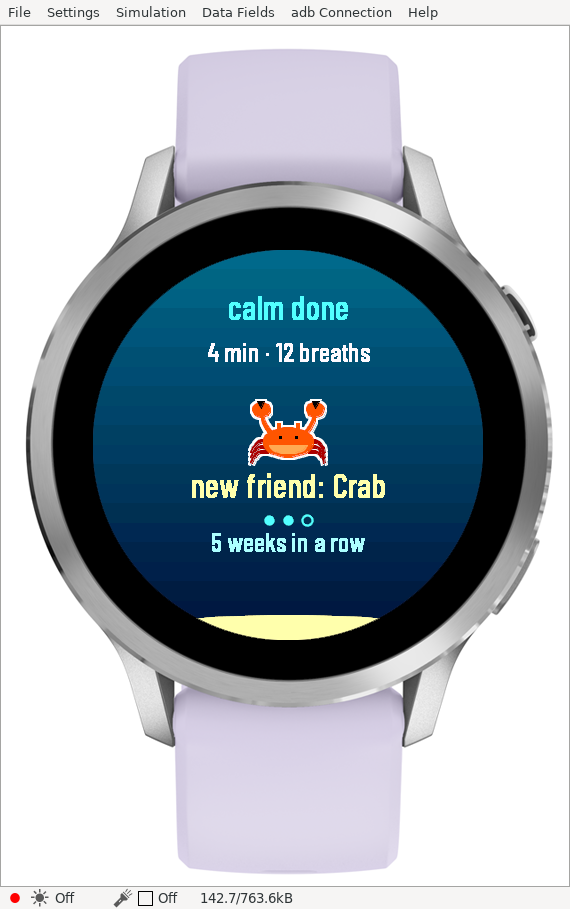 File Settings Simulation Data Fields adb Connection Help
calm done
4 min · 12 breaths
new friend: Crab
5 weeks in a row
Off Off 142.7/763.6kB